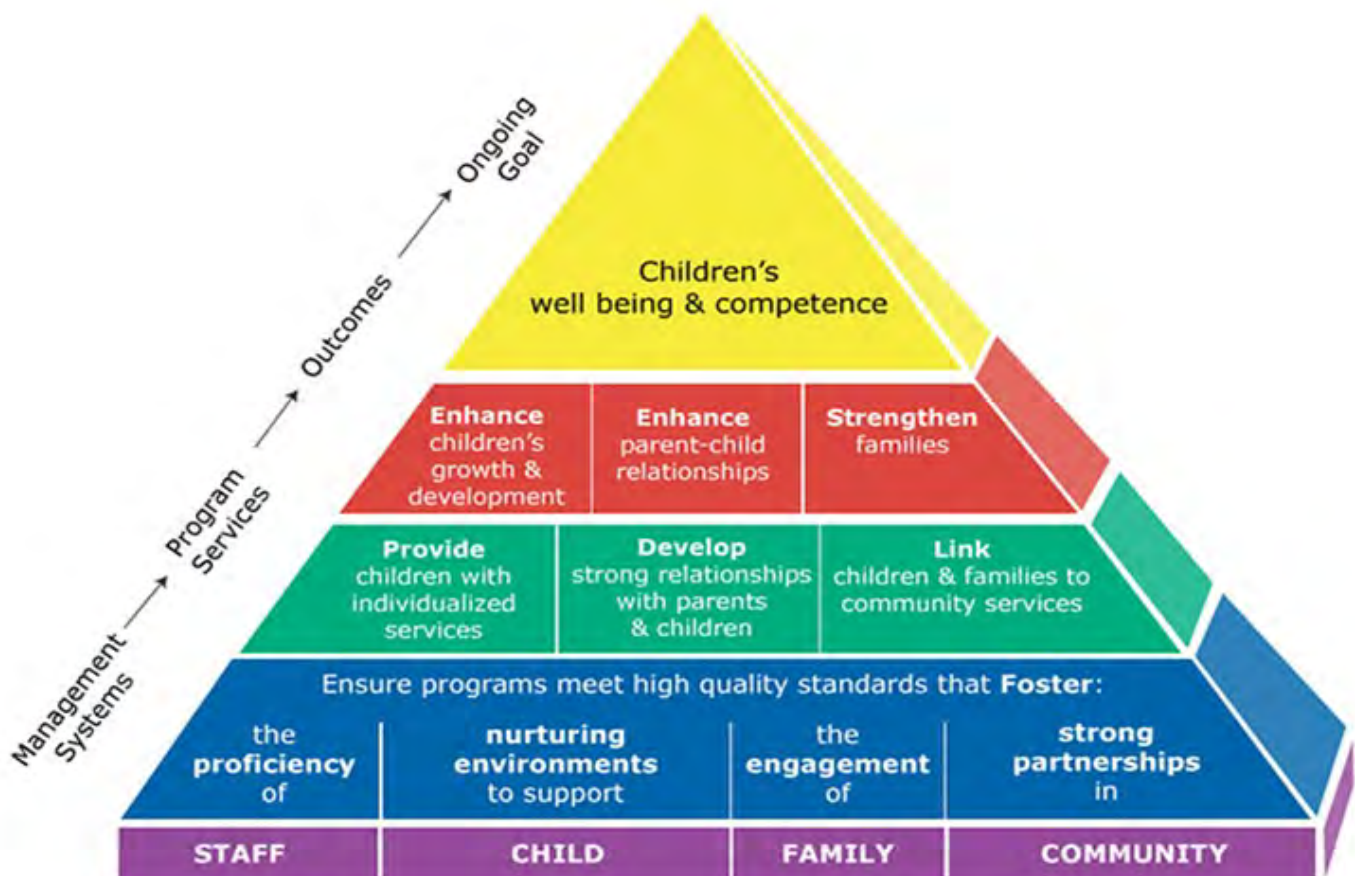 Ongoing
Goal
Outcomes
Program
Services
Management
Systems
Children's
well being & competence
Enhance
children's
growth &
development
Enhance
parent-child
relationships
Strengthen
families
Provide
children with
individualized
services
Develop
strong relationships
with parents
& children
Link
children & families to
community services
Ensure programs meet high quality standards that Foster:
the
proficiency
of
nurturing
environments
to support
the
engagement
of
strong
partnerships
in
STAFF
CHILD
FAMILY
COMMUNITY